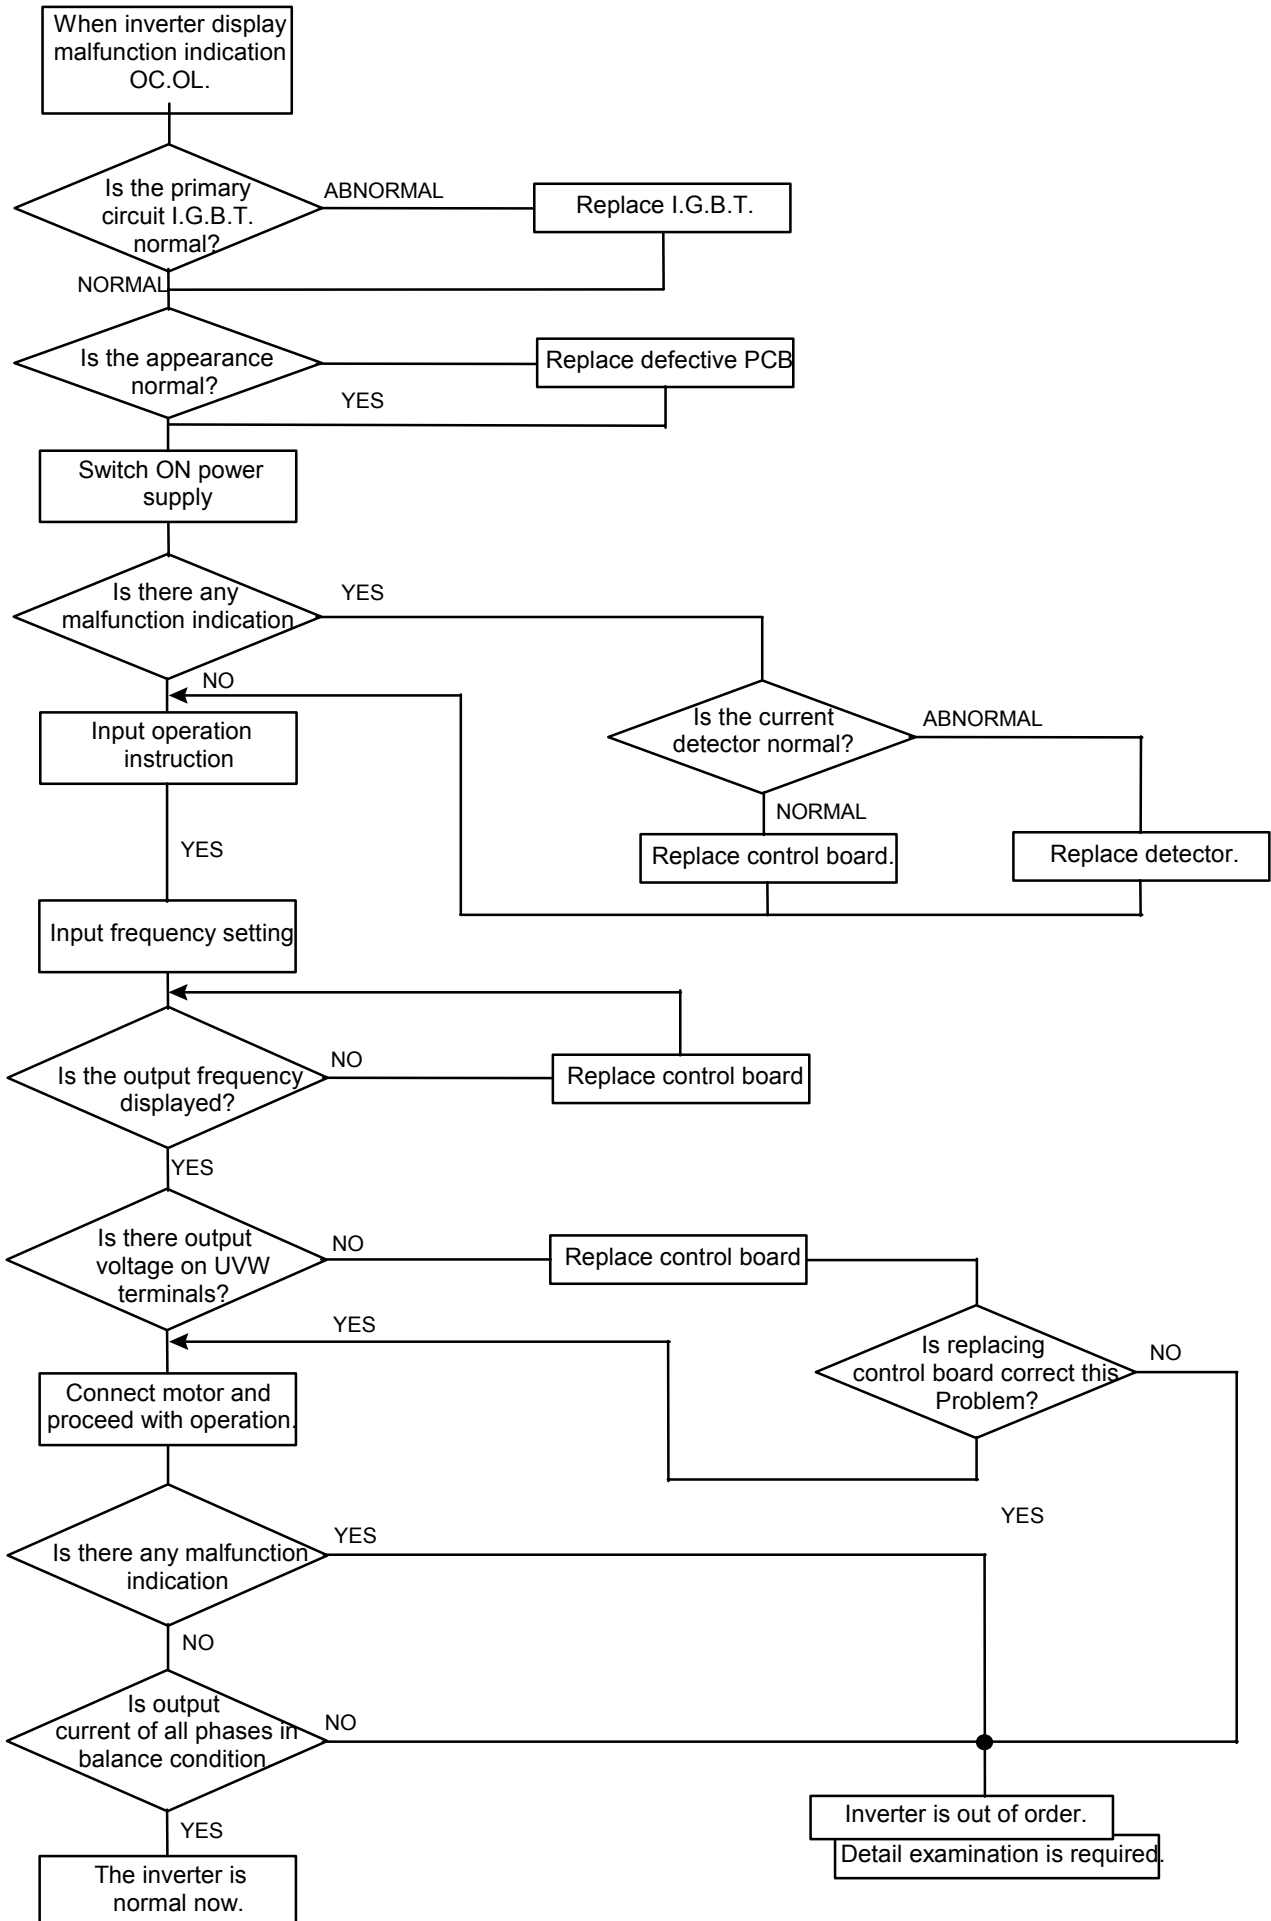 When inverter display
malfunction indication
OC.OL.
Is the primary
circuit I.G.B.T.
normal?
ABNORMAL
Replace I.G.B.T.
NORMAL
Is the appearance
normal?
Replace defective PCB
YES
Switch ON power
supply
Is there any
malfunction indication
YES
NO
Is the current
detector normal?
ABNORMAL
Input operation
instruction
NORMAL
Replace control board.
Replace detector.
YES
Input frequency setting
Is the output frequency
displayed?
NO
Replace control board
YES
Is there output
voltage on UVW
terminals?
NO
Replace control board
YES
Is replacing
control board correct this
Problem?
NO
Connect motor and
proceed with operation.
YES
Is there any malfunction
indication
YES
NO
Is output
current of all phases in
balance condition
NO
YES
Inverter is out of order.
Detail examination is required.
The inverter is
normal now.